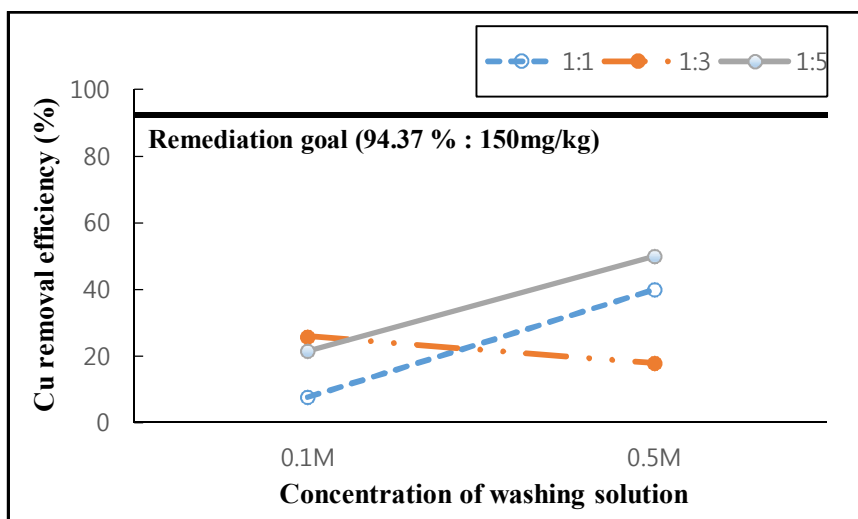 1:1 1:3 1:5
100
Remediation goal (94.37 % : 150mg/kg)
80
60
40
20
0
Cu removal efficiency (%)
0.1M 0.5M
Concentration of washing solution